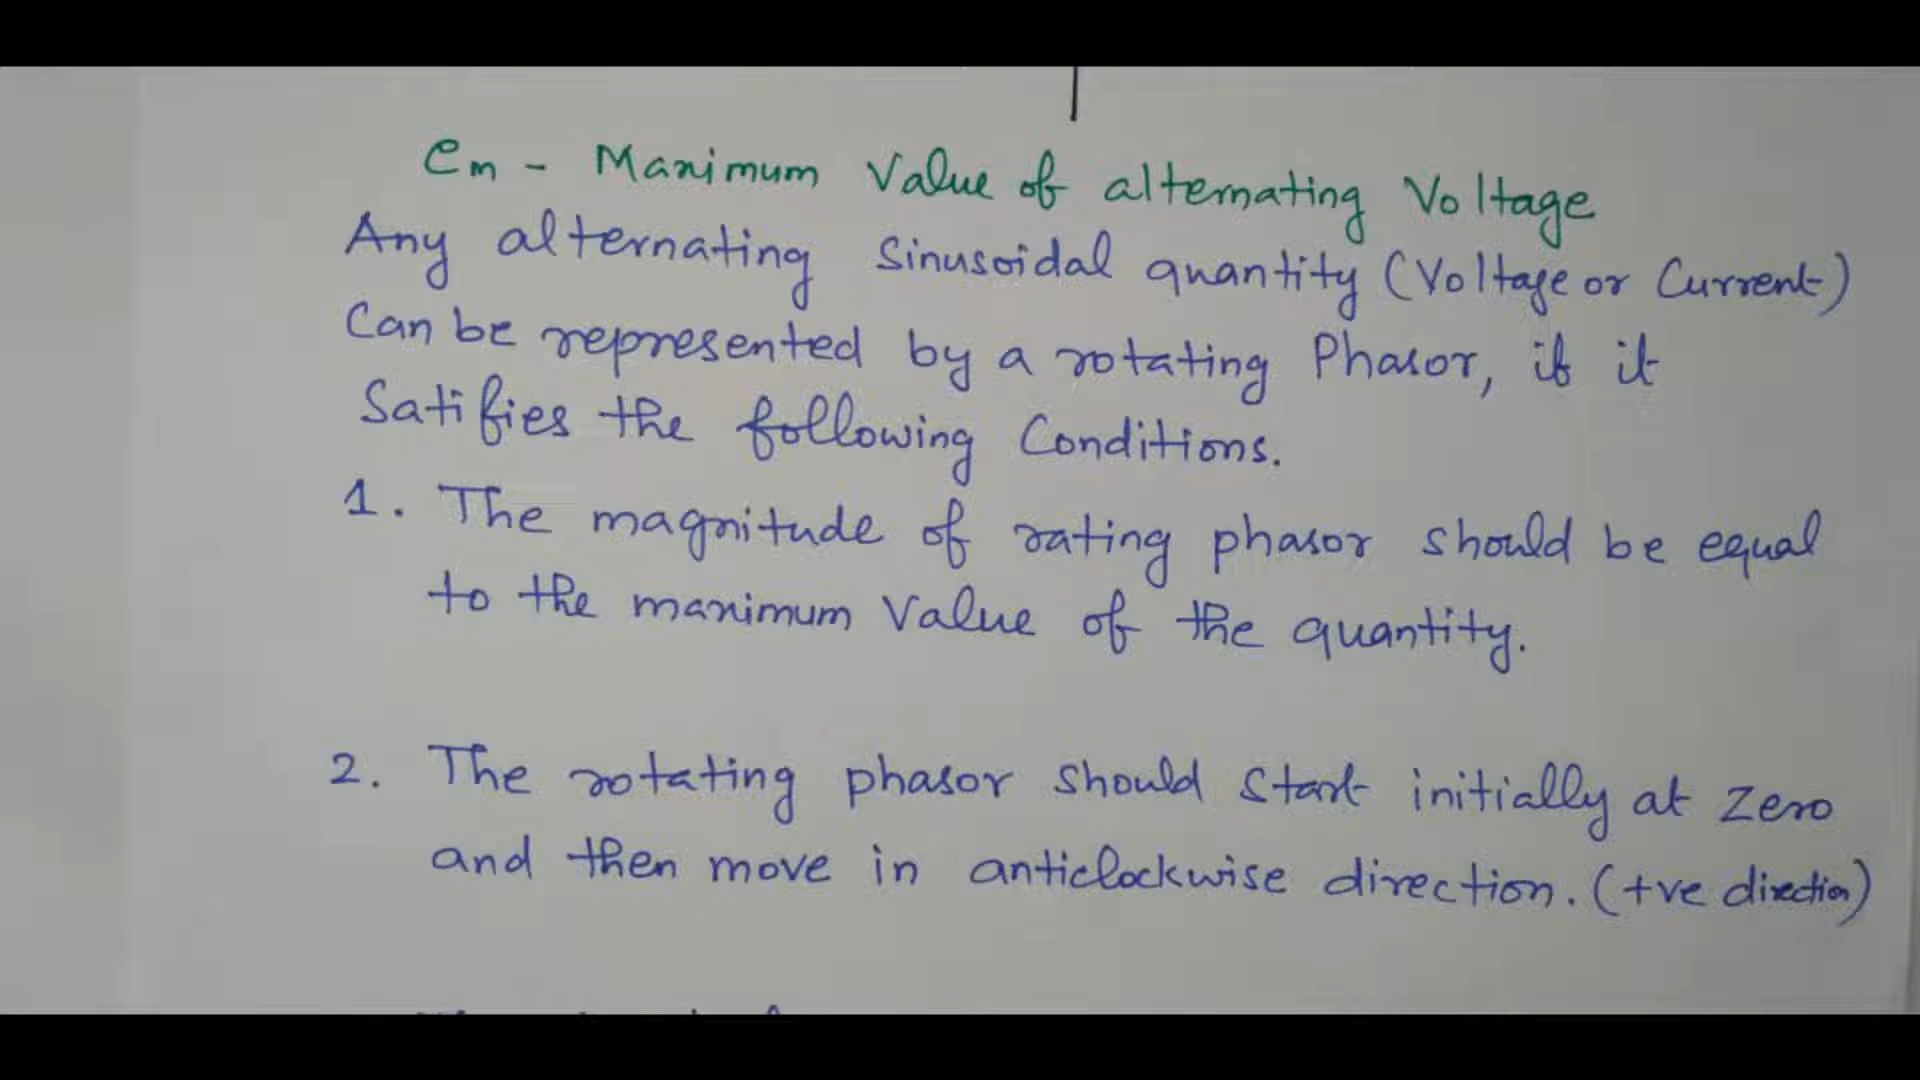 em - Maximum Value of alternating Voltage
Any alternating Sinusoidal quantity (Voltage or Current)
Can be represented by a rotating Phasor, if it
Satifies the following Conditions.
1. The magnitude of rating phasor should be equal
to the maximum Value of the quantity.
2. The rotating phasor should start initially at Zero
and then move in anticlockwise direction. (+ve direction)